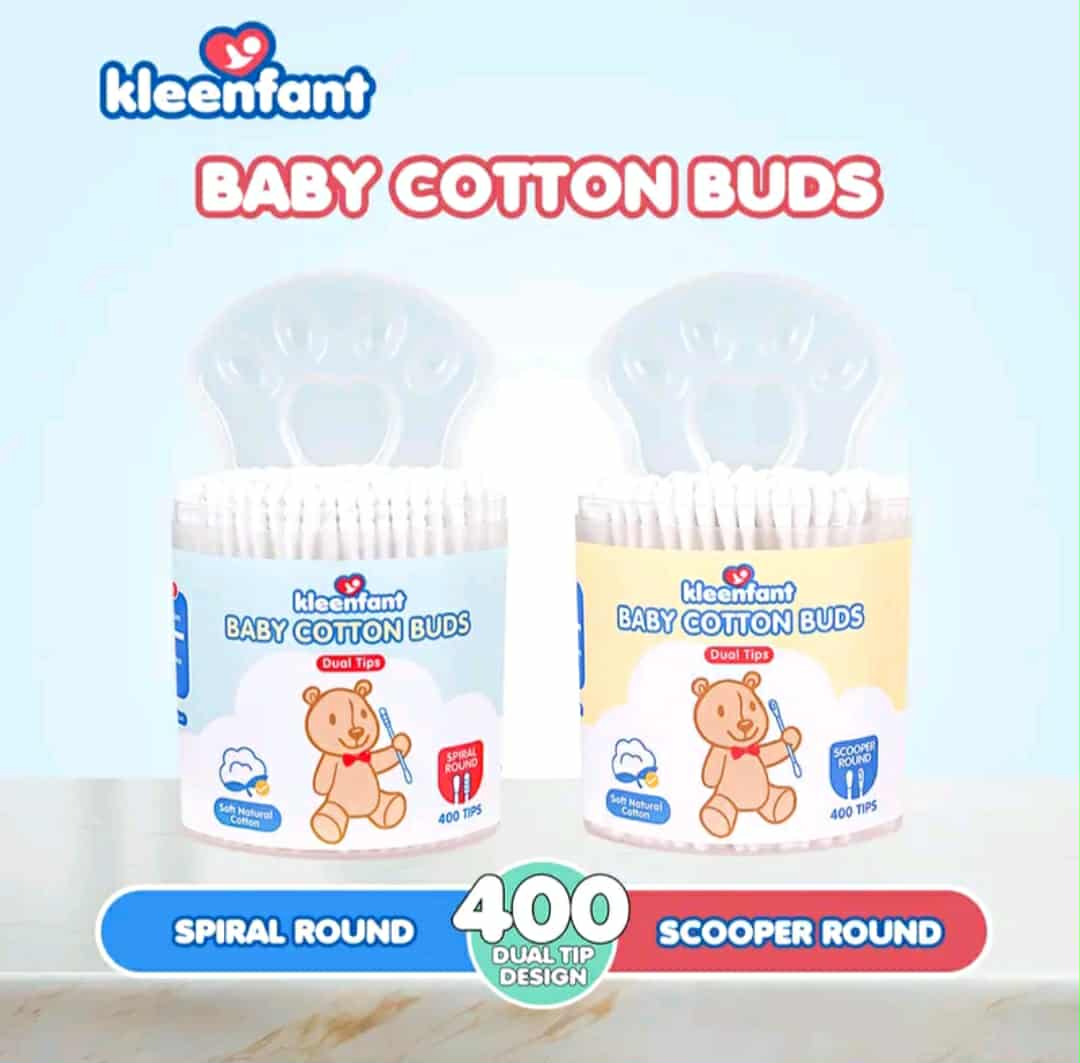 kleenfant
BABY COTTON BUDS
kleenfant
BABY COTTON BUDS
Dual Tips
SPIRAL
ROUND
Soft Natural
Cotton
400 TIPS
kleenfant
BABY COTTON BUDS
Dual Tips
SCOOPER
ROUND
Soft Natural
Cotton
400 TIPS
SPIRAL ROUND
400
DUAL TIP
DESIGN
SCOOPER ROUND